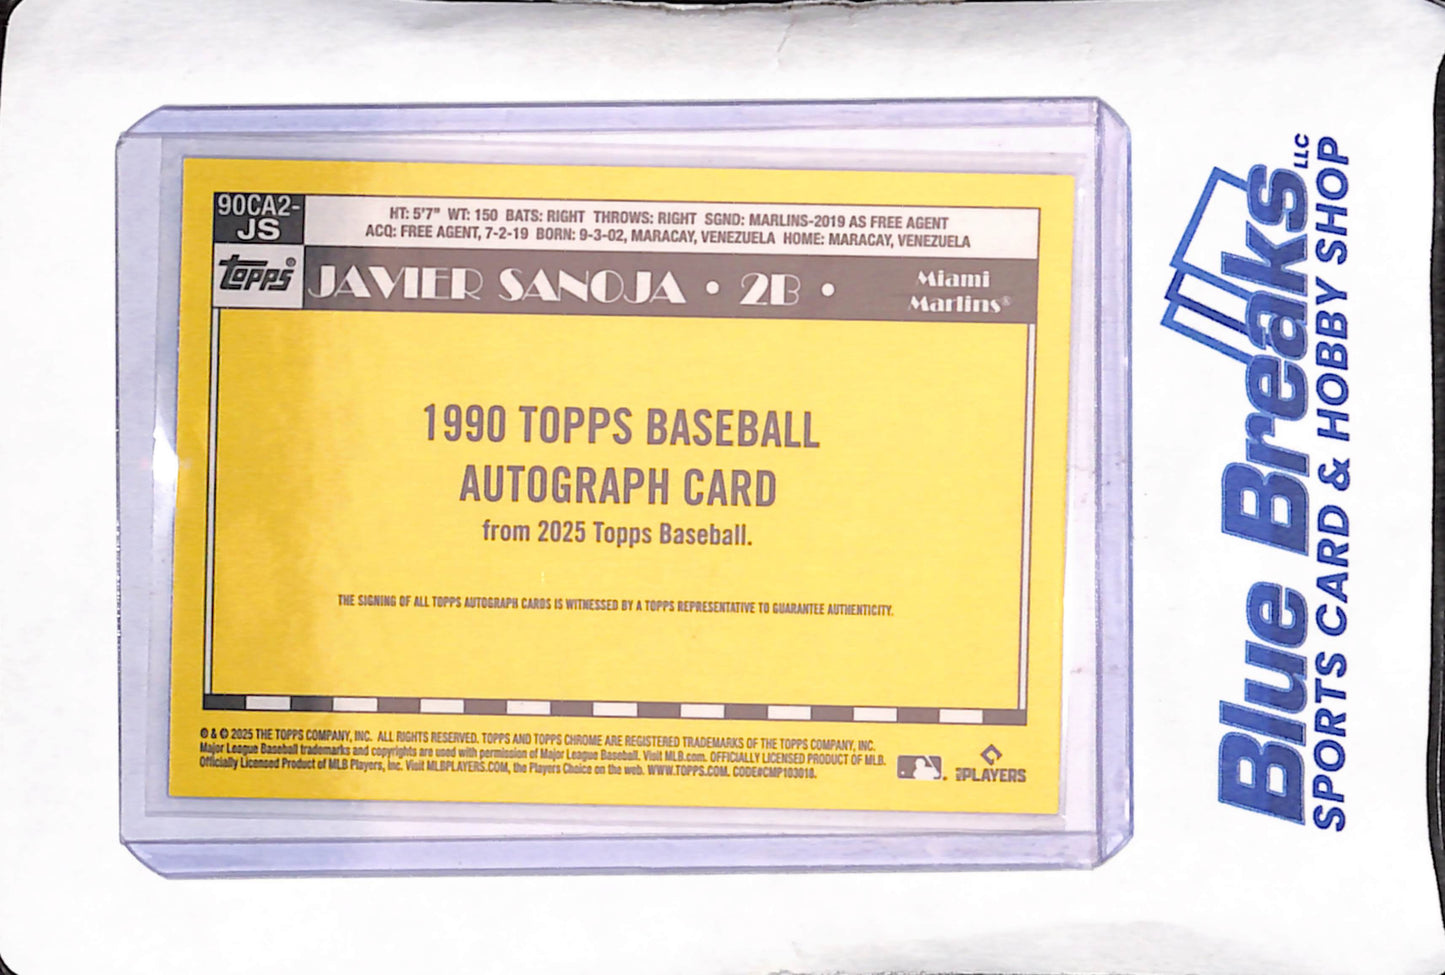 90CA2-
JS
HT: 5'7" WT: 150 BATS: RIGHT THROWS: RIGHT SGND: MARLINS-2019 AS FREE AGENT
ACQ: FREE AGENT, 7-2-19 BORN: 9-3-02, MARACAY, VENEZUELA HOME: MARACAY, VENEZUELA
topps®
JAVIER SANOJA • 2B •
Miami
Marlins®
1990 TOPPS BASEBALL
AUTOGRAPH CARD
from 2025 Topps Baseball.
THE SIGNING OF ALL TOPPS AUTOGRAPH CARDS IS WITNESSED BY A TOPPS REPRESENTATIVE TO GUARANTEE AUTHENTICITY.
® & © 2025 THE TOPPS COMPANY, INC. ALL RIGHTS RESERVED. TOPPS AND TOPPS CHROME ARE REGISTERED TRADEMARKS OF THE TOPPS COMPANY, INC.
Major League Baseball trademarks and copyrights are used with permission of Major League Baseball. Visit MLB.com. OFFICIALLY LICENSED PRODUCT OF MLB.
Officially Licensed Product of MLB Players, Inc. Visit MLBPLAYERS.COM, the Players Choice on the web. WWW.TOPPS.COM. CODE#CMP103018.
PLAYERS
Blue Breaks LLC
SPORTS CARD & HOBBY SHOP